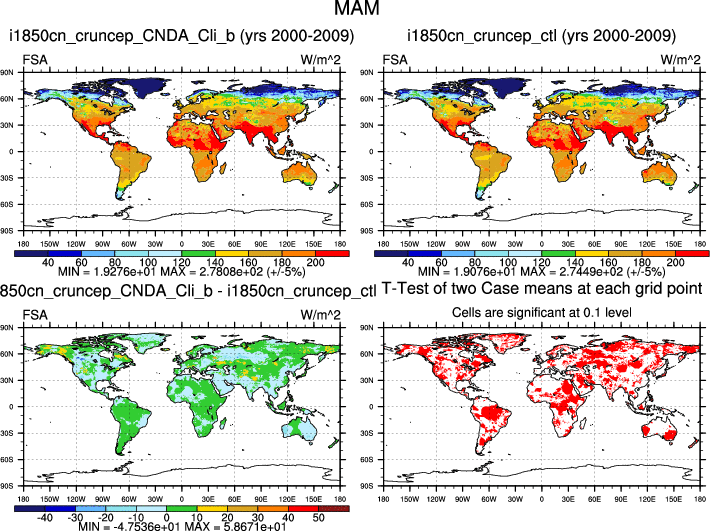 MAM
i1850cn_cruncep_CNDA_Cli_b (yrs 2000-2009)
i1850cn_cruncep_ctl (yrs 2000-2009)
FSA W/m^2
FSA W/m^2
90N 90N
60N 60N
30N 30N
0 0
30S 30S
60S 60S
90S 90S
180 150W 120W 90W 60W 30W 0 30E 60E 90E 120E 150E 180
180 150W 120W 90W 60W 30W 0 30E 60E 90E 120E 150E 180
40 60 80 100 120 140 160 180 200
40 60 80 100 120 140 160 180 200
MIN = 1.9276e+01 MAX = 2.7808e+02 (+/-5%)
MIN = 1.9076e+01 MAX = 2.7449e+02 (+/-5%)
850cn_cruncep_CNDA_Cli_b - i1850cn_cruncep_ctl
T-Test of two Case means at each grid point
FSA W/m^2
Cells are significant at 0.1 level
90N 90N
60N 60N
30N 30N
0 0
30S 30S
60S 60S
90S 90S
180 150W 120W 90W 60W 30W 0 30E 60E 90E 120E 150E 180
180 150W 120W 90W 60W 30W 0 30E 60E 90E 120E 150E 180
-40 -30 -20 -10 0 10 20 30 40 50
MIN = -4.7536e+01 MAX = 5.8671e+01